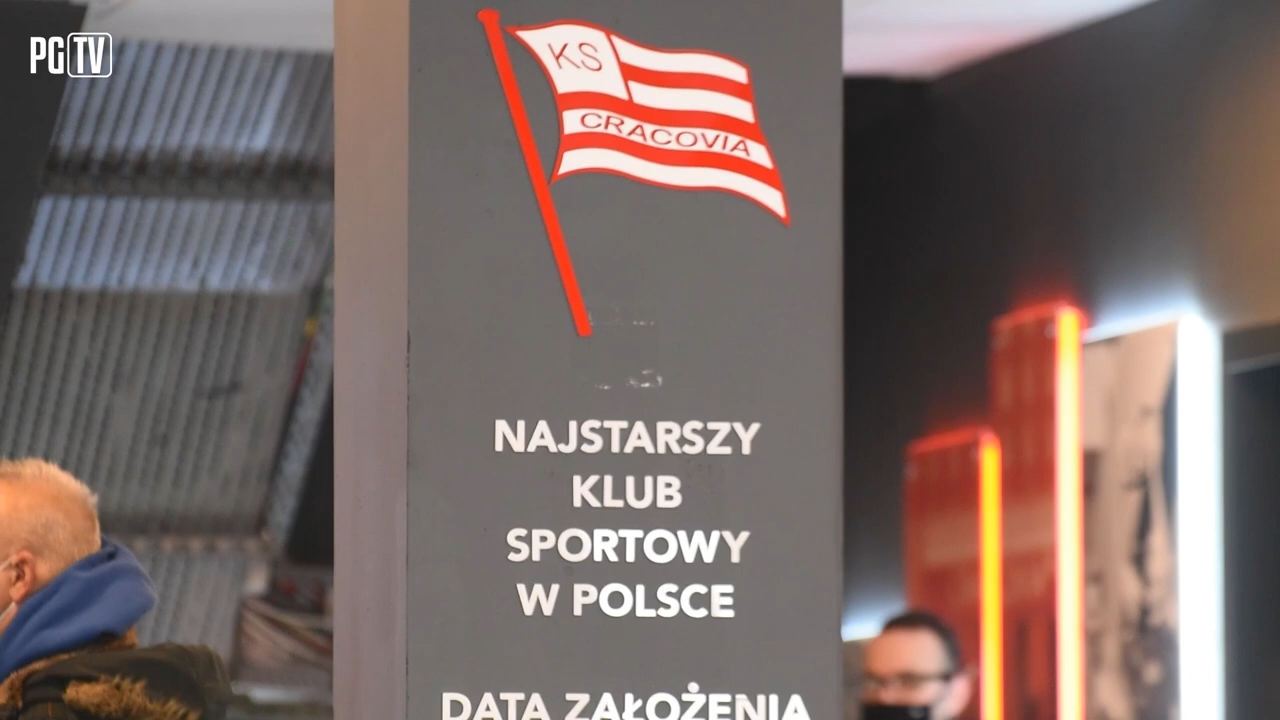 PGTV
KS
CRACOVIA
NAJSTARSZY
KLUB
SPORTOWY
W POLSCE
DATA ZAŁOŻENIA